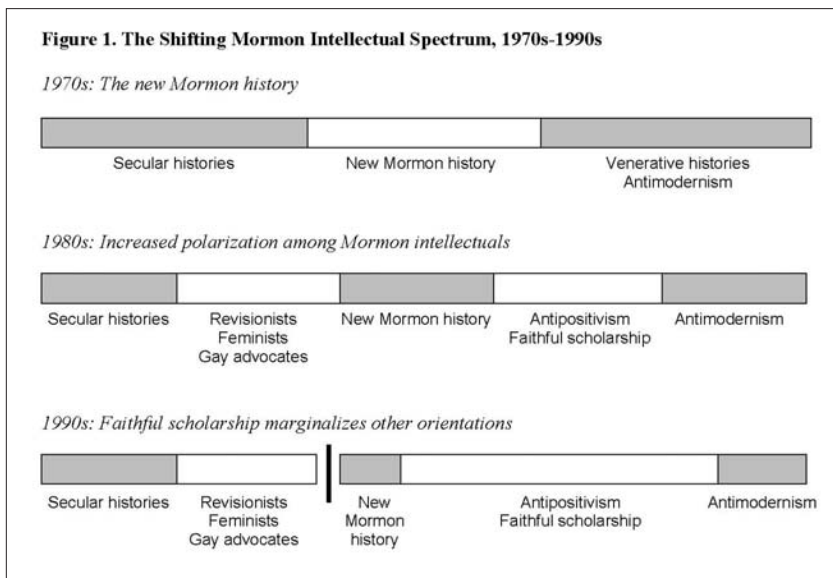 Figure 1. The Shifting Mormon Intellectual Spectrum, 1970s-1990s
1970s: The new Mormon history
Secular histories
New Mormon history
Venerative histories
Antimodernism
1980s: Increased polarization among Mormon intellectuals
Secular histories
Revisionists
Feminists
Gay advocates
New Mormon history
Antipositivism
Faithful scholarship
Antimodernism
1990s: Faithful scholarship marginalizes other orientations
Secular histories
Revisionists
Feminists
Gay advocates
New
Mormon
history
Antipositivism
Faithful scholarship
Antimodernism